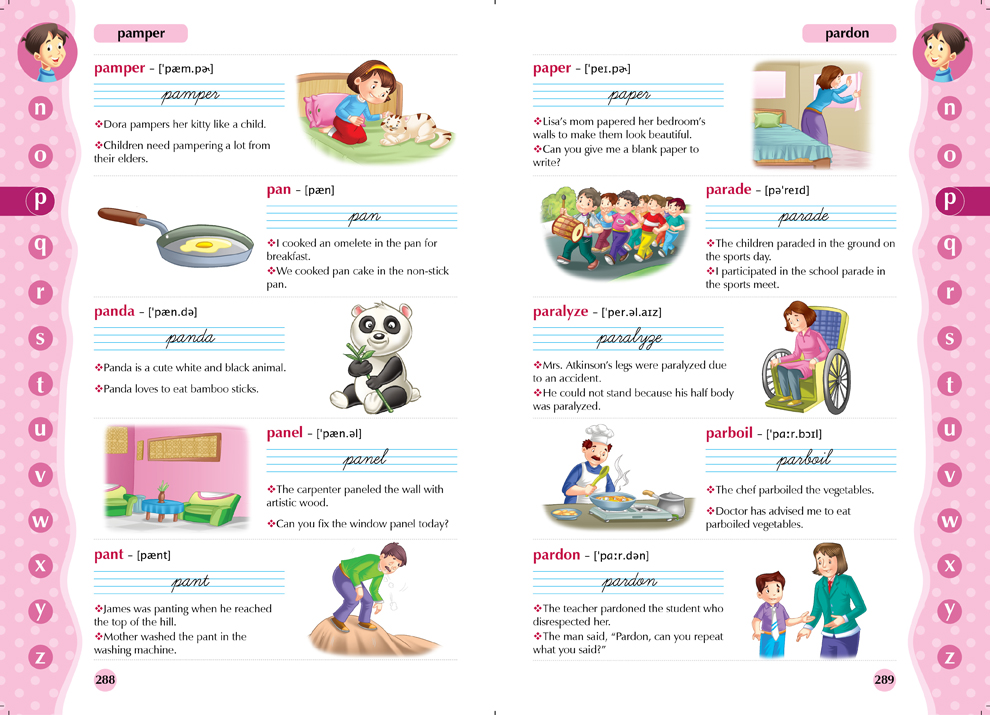 pamper
pamper – [ˈpæm.pɚ]
pamper
❖Dora pampers her kitty like a child.
❖Children need pampering a lot from
their elders.
pan – [pæn]
pan
❖I cooked an omelete in the pan for
breakfast.
❖We cooked pan cake in the non-stick
pan.
panda – [ˈpæn.də]
panda
❖Panda is a cute white and black animal.
❖Panda loves to eat bamboo sticks.
panel – [ˈpæn.əl]
panel
❖The carpenter paneled the wall with
artistic wood.
❖Can you fix the window panel today?
pant – [pænt]
pant
❖James was panting when he reached
the top of the hill.
❖Mother washed the pant in the
washing machine.
288
n
o
p
q
r
s
t
u
v
w
x
y
z
pardon
paper – [ˈpeɪ.pɚ]
paper
❖Lisa’s mom papered her bedroom’s
walls to make them look beautiful.
❖Can you give me a blank paper to
write?
parade – [pəˈreɪd]
parade
❖The children paraded in the ground on
the sports day.
❖I participated in the school parade in
the sports meet.
paralyze – [ˈper.əl.aɪz]
paralyze
❖Mrs. Atkinson’s legs were paralyzed due
to an accident.
❖He could not stand because his half body
was paralyzed.
parboil – [ˈpɑːr.bɔɪl]
parboil
❖The chef parboiled the vegetables.
❖Doctor has advised me to eat
parboiled vegetables.
pardon – [ˈpɑːr.dən]
pardon
❖The teacher pardoned the student who
disrespected her.
❖The man said, “Pardon, can you repeat
what you said?”
289
n
o
p
q
r
s
t
u
v
w
x
y
z